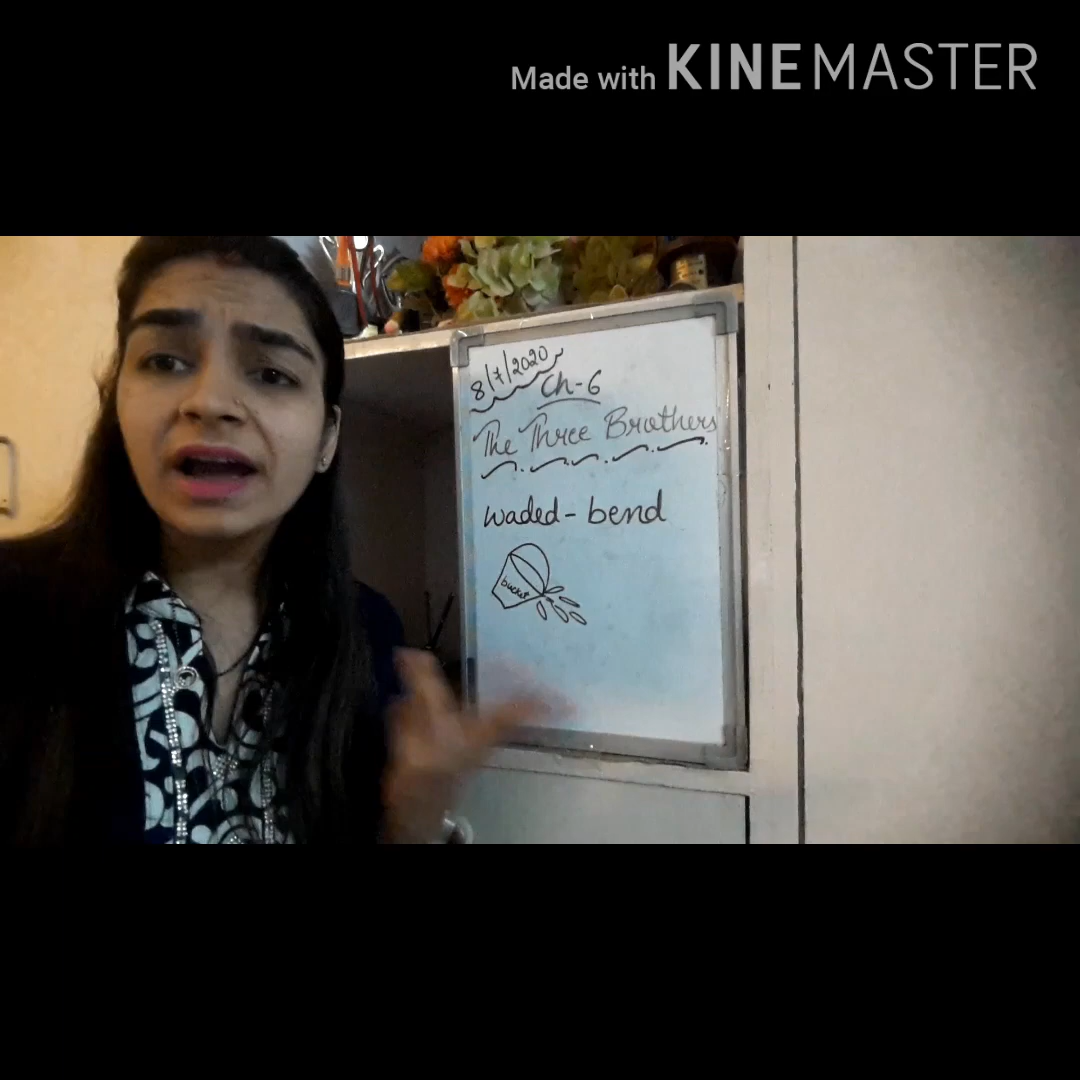 Made with KINEMASTER
8/7/2020
Ch-6
The Three Brothers
waded - bend
bucket